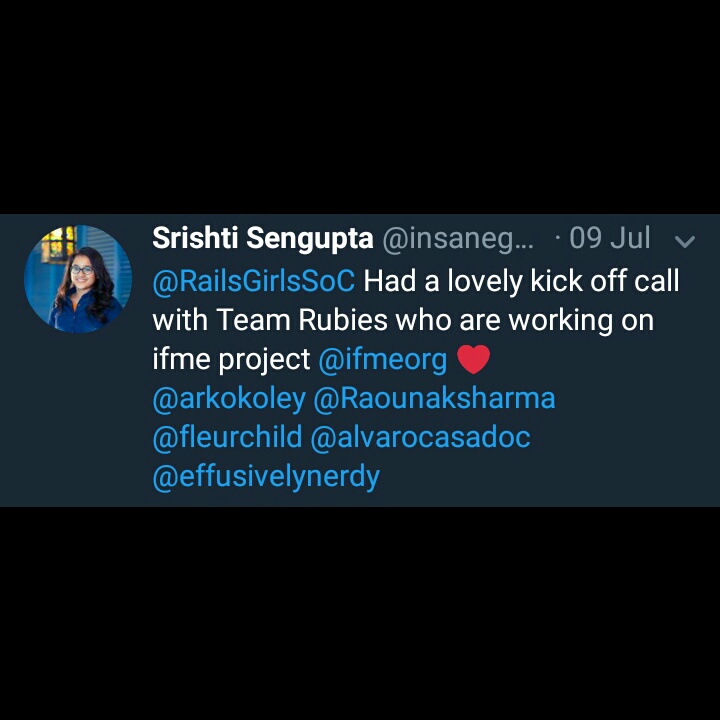 Srishti Sengupta @insaneg... · 09 Jul
@RailsGirlsSoC Had a lovely kick off call
with Team Rubies who are working on
ifme project @ifmeorg ❤
@arkokoley @Raounaksharma
@fleurchild @alvarocasadoc
@effusivelynerdy